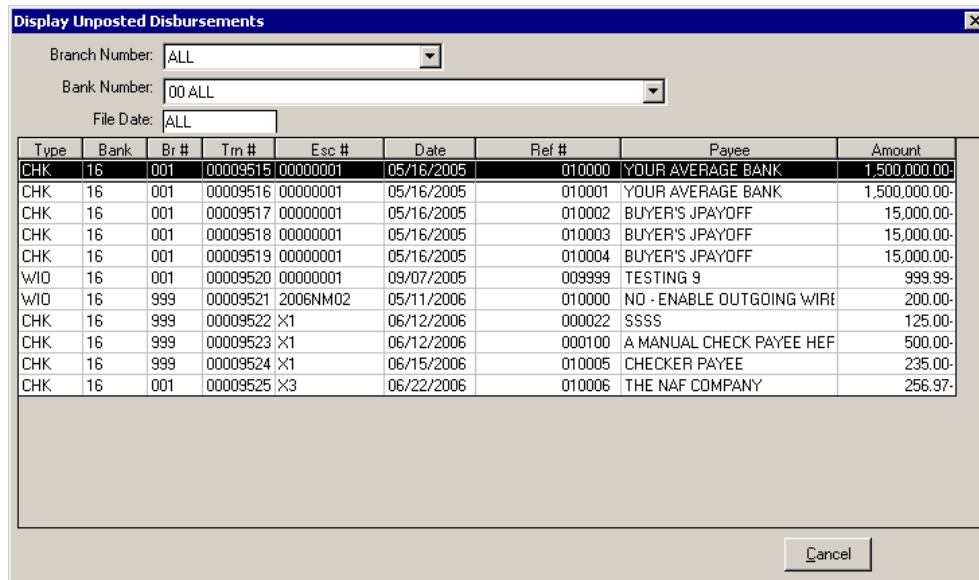 Display Unposted Disbursements
Branch Number: ALL
Bank Number: 00 ALL
File Date: ALL
Type Bank Br # Trn # Esc # Date Ref # Payee Amount
CHK 16 001 00009515 00000001 05/16/2005 010000 YOUR AVERAGE BANK 1,500,000.00-
CHK 16 001 00009516 00000001 05/16/2005 010001 YOUR AVERAGE BANK 1,500,000.00-
CHK 16 001 00009517 00000001 05/16/2005 010002 BUYER'S JPAYOFF 15,000.00-
CHK 16 001 00009518 00000001 05/16/2005 010003 BUYER'S JPAYOFF 15,000.00-
CHK 16 001 00009519 00000001 05/16/2005 010004 BUYER'S JPAYOFF 15,000.00-
WIO 16 001 00009520 00000001 09/07/2005 009999 TESTING 9 999.99-
WIO 16 999 00009521 2006NM02 05/11/2006 010000 NO - ENABLE OUTGOING WIRE 200.00-
CHK 16 999 00009522 X1 06/12/2006 000022 SSSS 125.00-
CHK 16 999 00009523 X1 06/12/2006 000100 A MANUAL CHECK PAYEE HEF 500.00-
CHK 16 999 00009524 X1 06/15/2006 010005 CHECKER PAYEE 235.00-
CHK 16 001 00009525 X3 06/22/2006 010006 THE NAF COMPANY 256.97-
Cancel